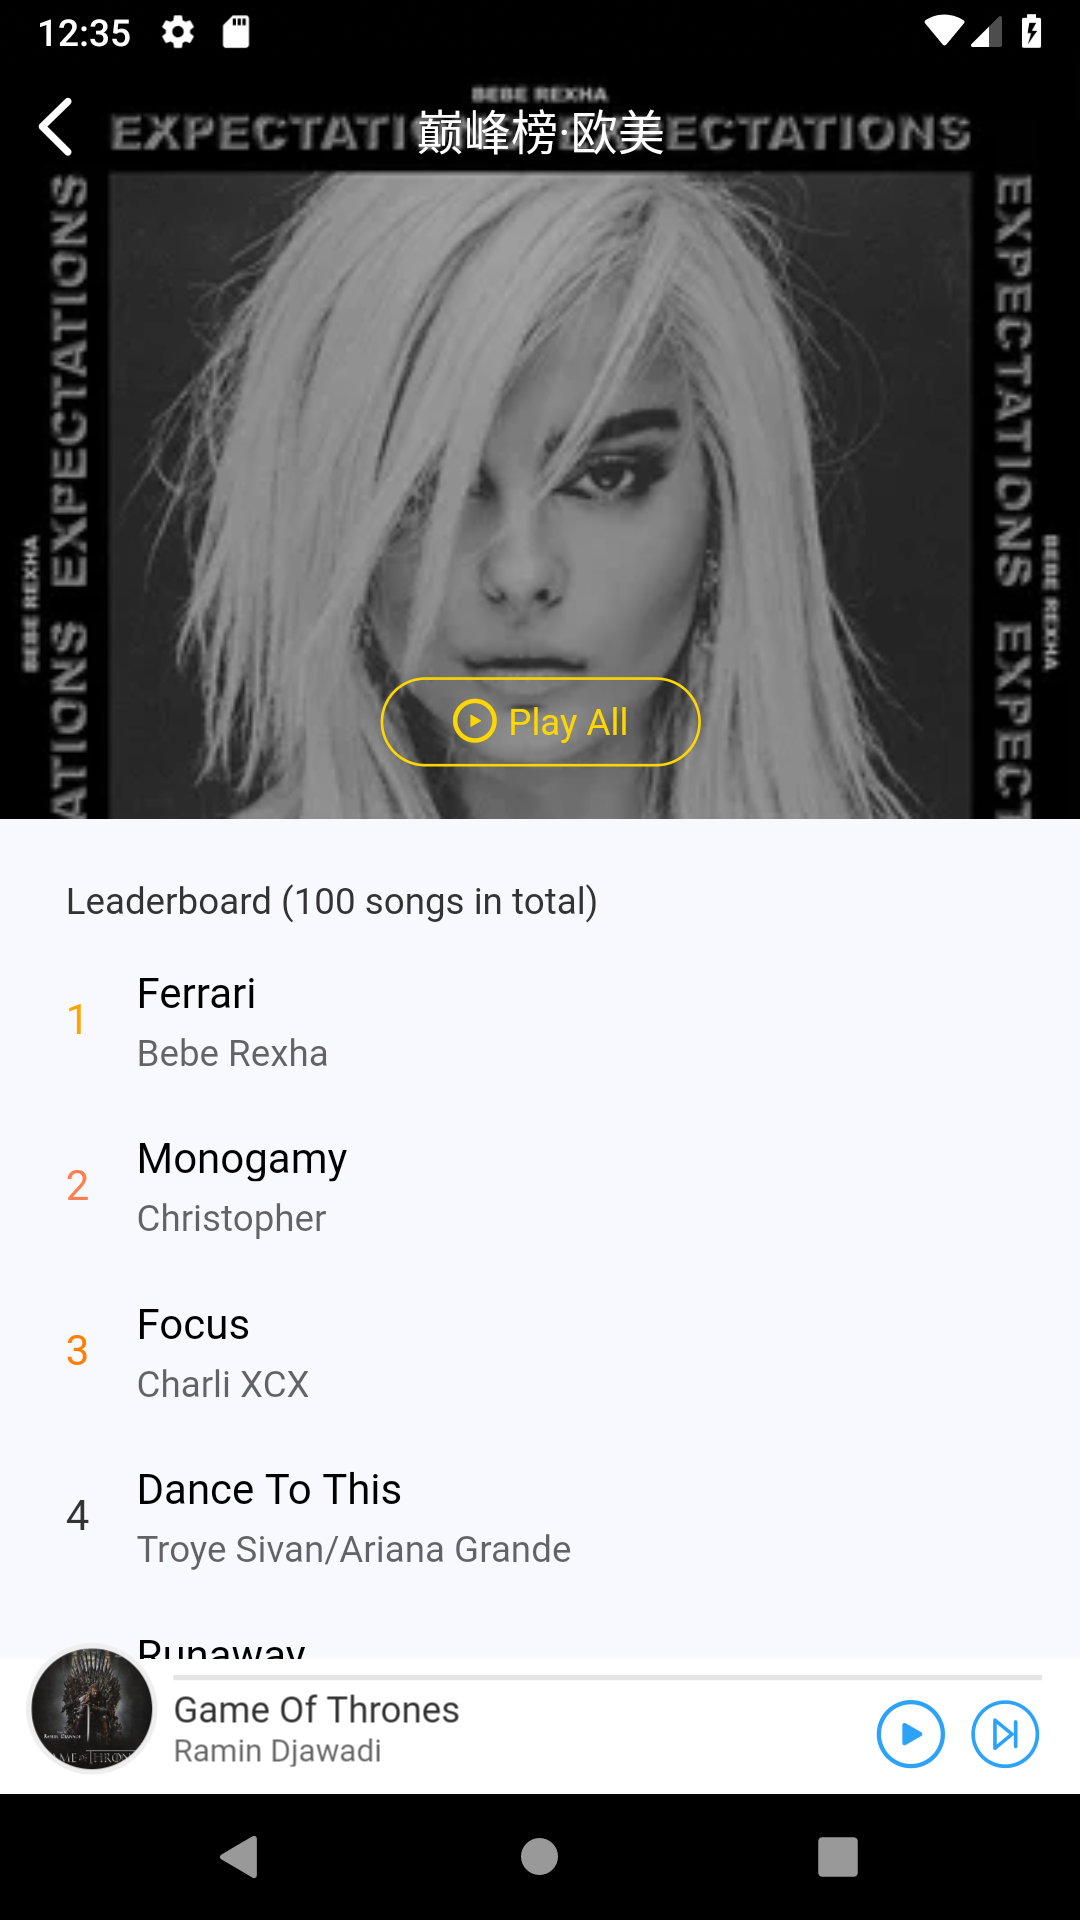 12:35
BEBE REXHA
EXPECTATI
巅峰榜·欧美
ECTATIONS
EXPECTATIONS
ATIONS
BEBE REXHA
EXPECTATIONS
EXPECT
BEBE REXHA
Play All
Leaderboard (100 songs in total)
1
Ferrari
Bebe Rexha
2
Monogamy
Christopher
3
Focus
Charli XCX
4
Dance To This
Troye Sivan/Ariana Grande
Runaway
Game Of Thrones
Ramin Djawadi